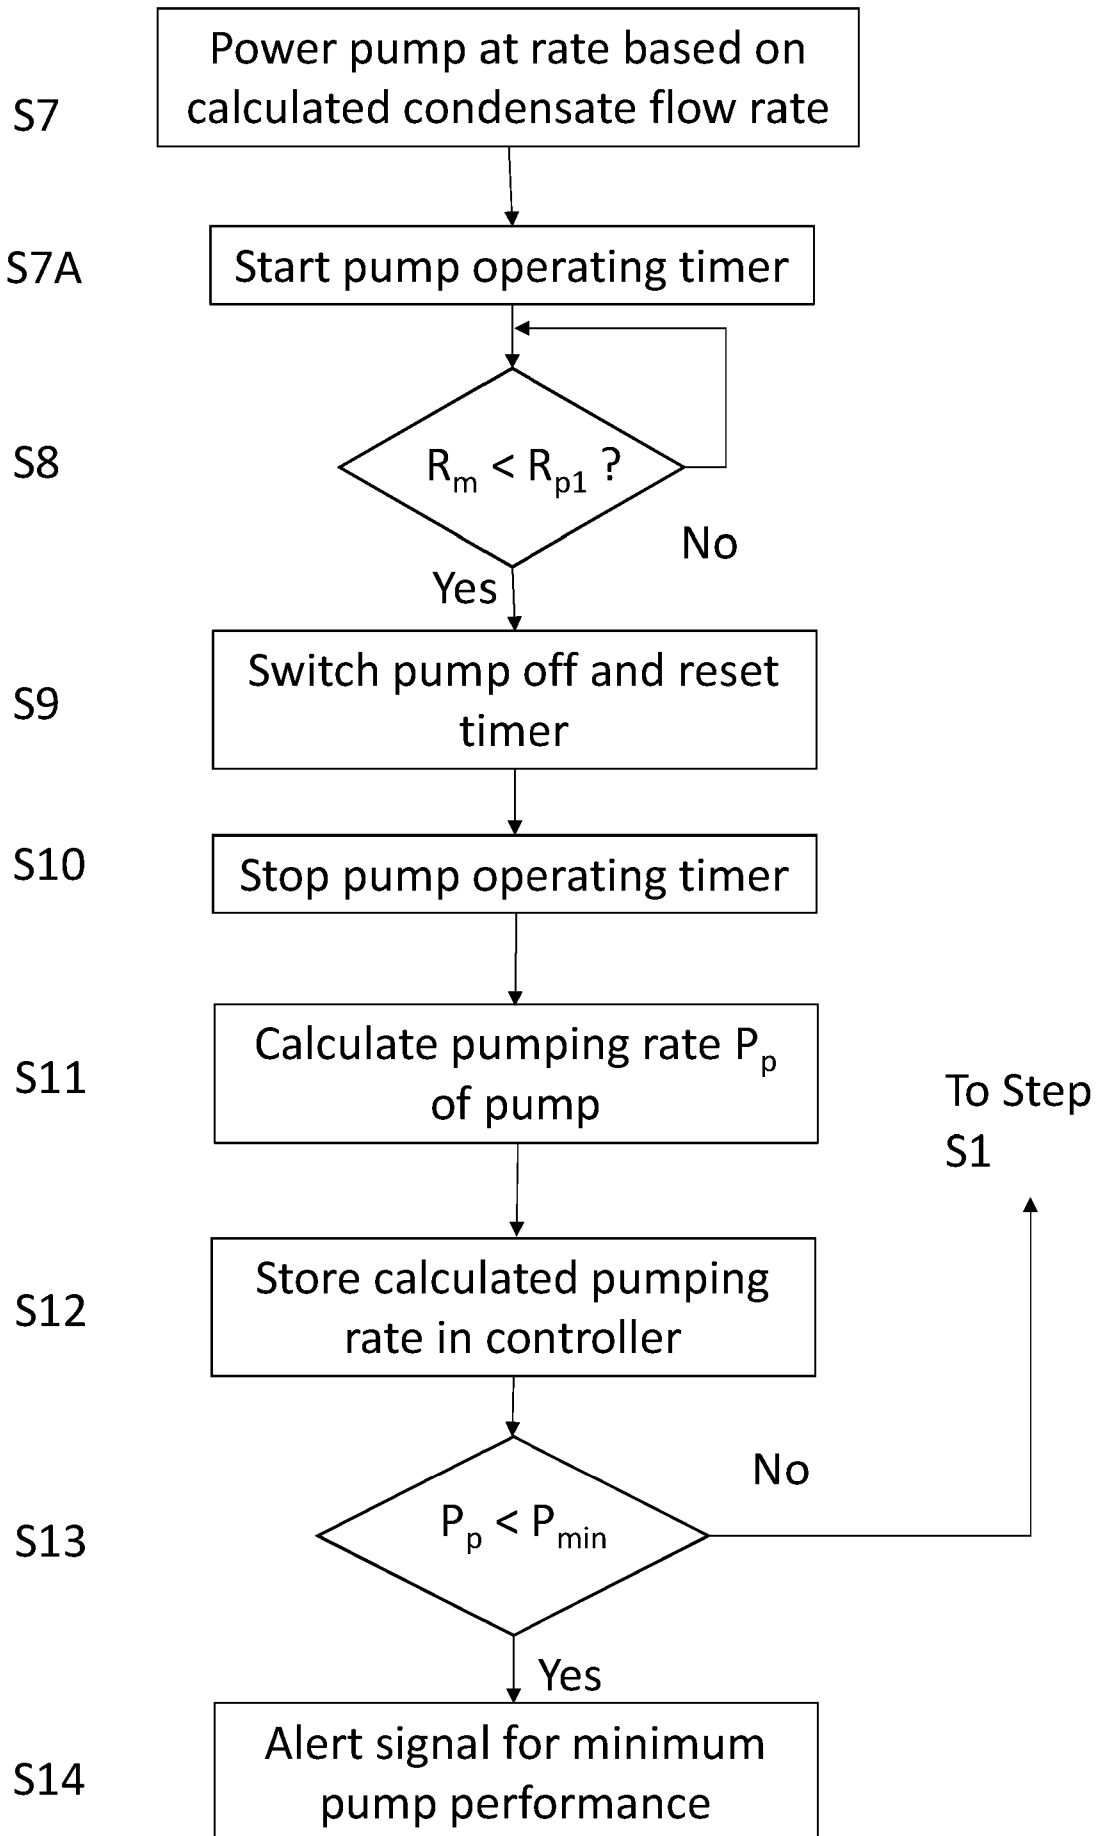 Power pump at rate based on
calculated condensate flow rate
S7
S7A
Start pump operating timer
S8
Rm < Rp1 ?
No
Yes
Switch pump off and reset
timer
S9
S10
Stop pump operating timer
Calculate pumping rate Pp
of pump
S11
To Step
S1
Store calculated pumping
rate in controller
S12
No
Pp < Pmin
S13
Yes
Alert signal for minimum
pump performance
S14